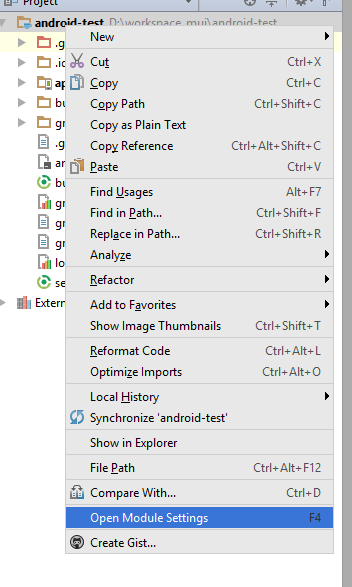 Project
android-test D:\workspace_mui\android-test
New
.g
Cut Ctrl+X
.id
Copy Ctrl+C
ap
Copy Path Ctrl+Shift+C
bu
Copy as Plain Text
gr
Copy Reference Ctrl+Alt+Shift+C
.g
Paste Ctrl+V
an
bu
Find Usages Alt+F7
gr
Find in Path... Ctrl+Shift+F
gr
Replace in Path... Ctrl+Shift+R
gr
Analyze
lo
Refactor
se
Add to Favorites
Extern
Show Image Thumbnails Ctrl+Shift+T
Reformat Code Ctrl+Alt+L
Optimize Imports Ctrl+Alt+O
Local History
Synchronize 'android-test'
Show in Explorer
File Path Ctrl+Alt+F12
Compare With... Ctrl+D
Open Module Settings F4
Create Gist...